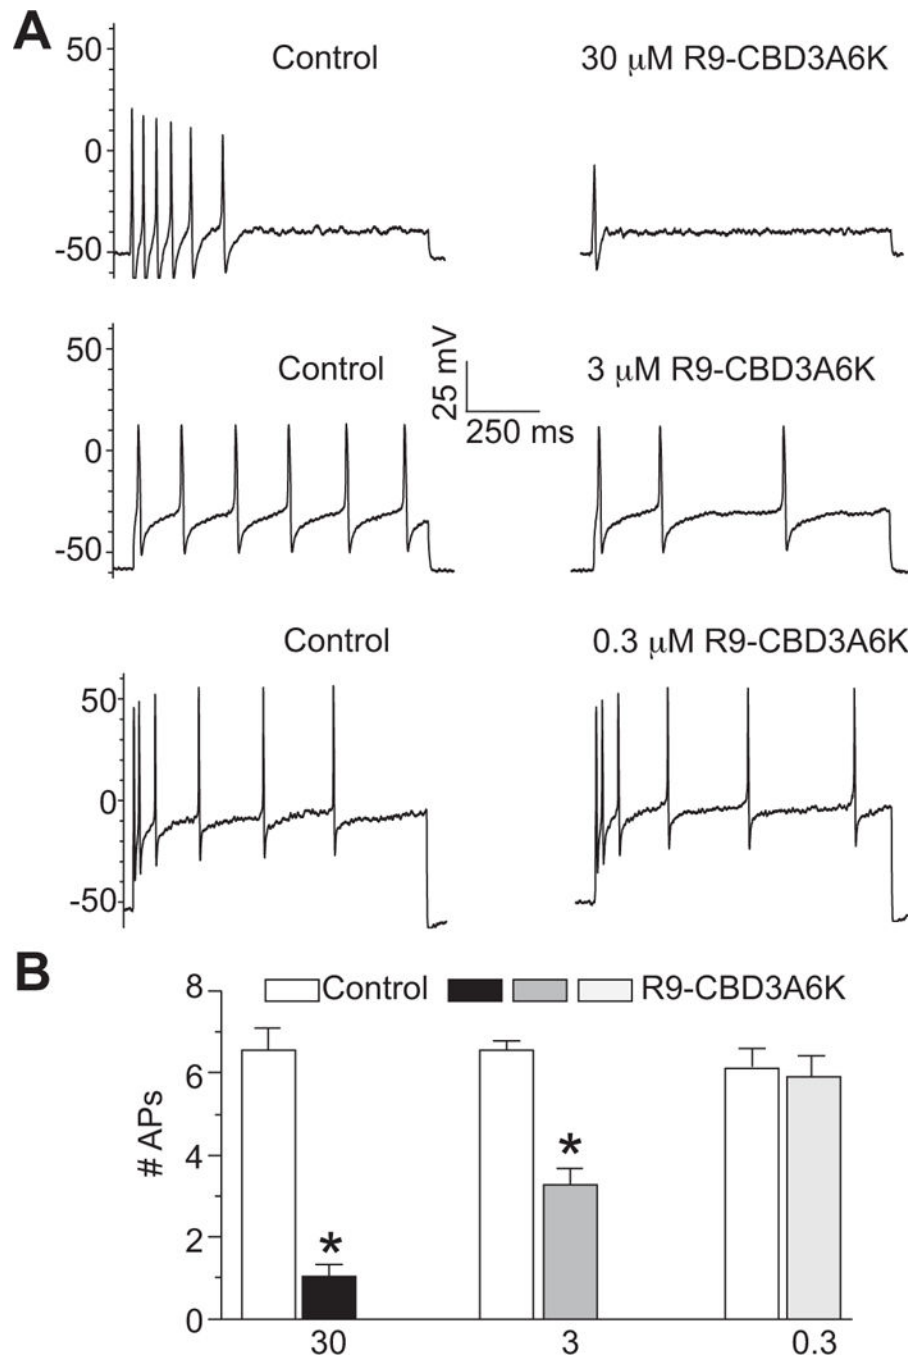 A
Control
30 μM R9-CBD3A6K
50
0
-50
Control
3 μM R9-CBD3A6K
25 mV
250 ms
50
0
-50
Control
0.3 μM R9-CBD3A6K
50
0
-50
B
Control
R9-CBD3A6K
# APs
8
6
4
2
0
*
*
30
3
0.3